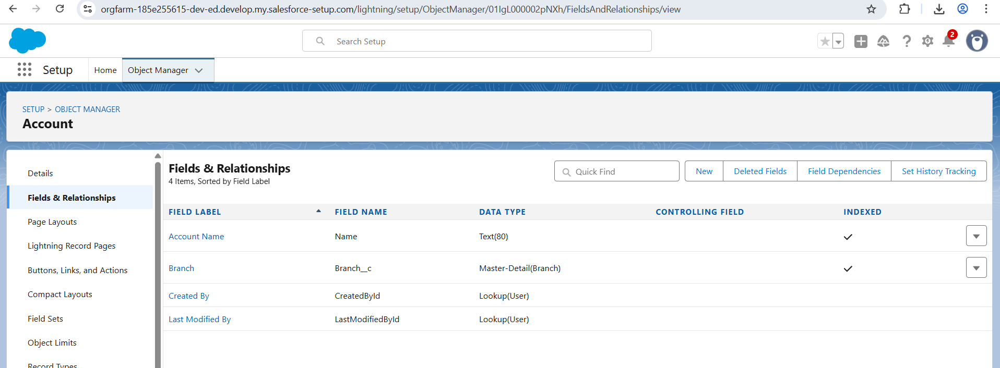 orgfarm-185e255615-dev-ed.develop.my.salesforce-setup.com/lightning/setup/ObjectManager/01IgL000002pNXh/FieldsAndRelationships/view
Search Setup
2
Setup
Home
Object Manager
SETUP > OBJECT MANAGER
Account
Details
Fields & Relationships
Page Layouts
Lightning Record Pages
Buttons, Links, and Actions
Compact Layouts
Field Sets
Object Limits
Record Types
Fields & Relationships
4 Items, Sorted by Field Label
Quick Find
New
Deleted Fields
Field Dependencies
Set History Tracking
FIELD LABEL FIELD NAME DATA TYPE CONTROLLING FIELD INDEXED
Account Name Name Text(80)
Branch Branch__c Master-Detail(Branch)
Created By CreatedById Lookup(User)
Last Modified By LastModifiedById Lookup(User)